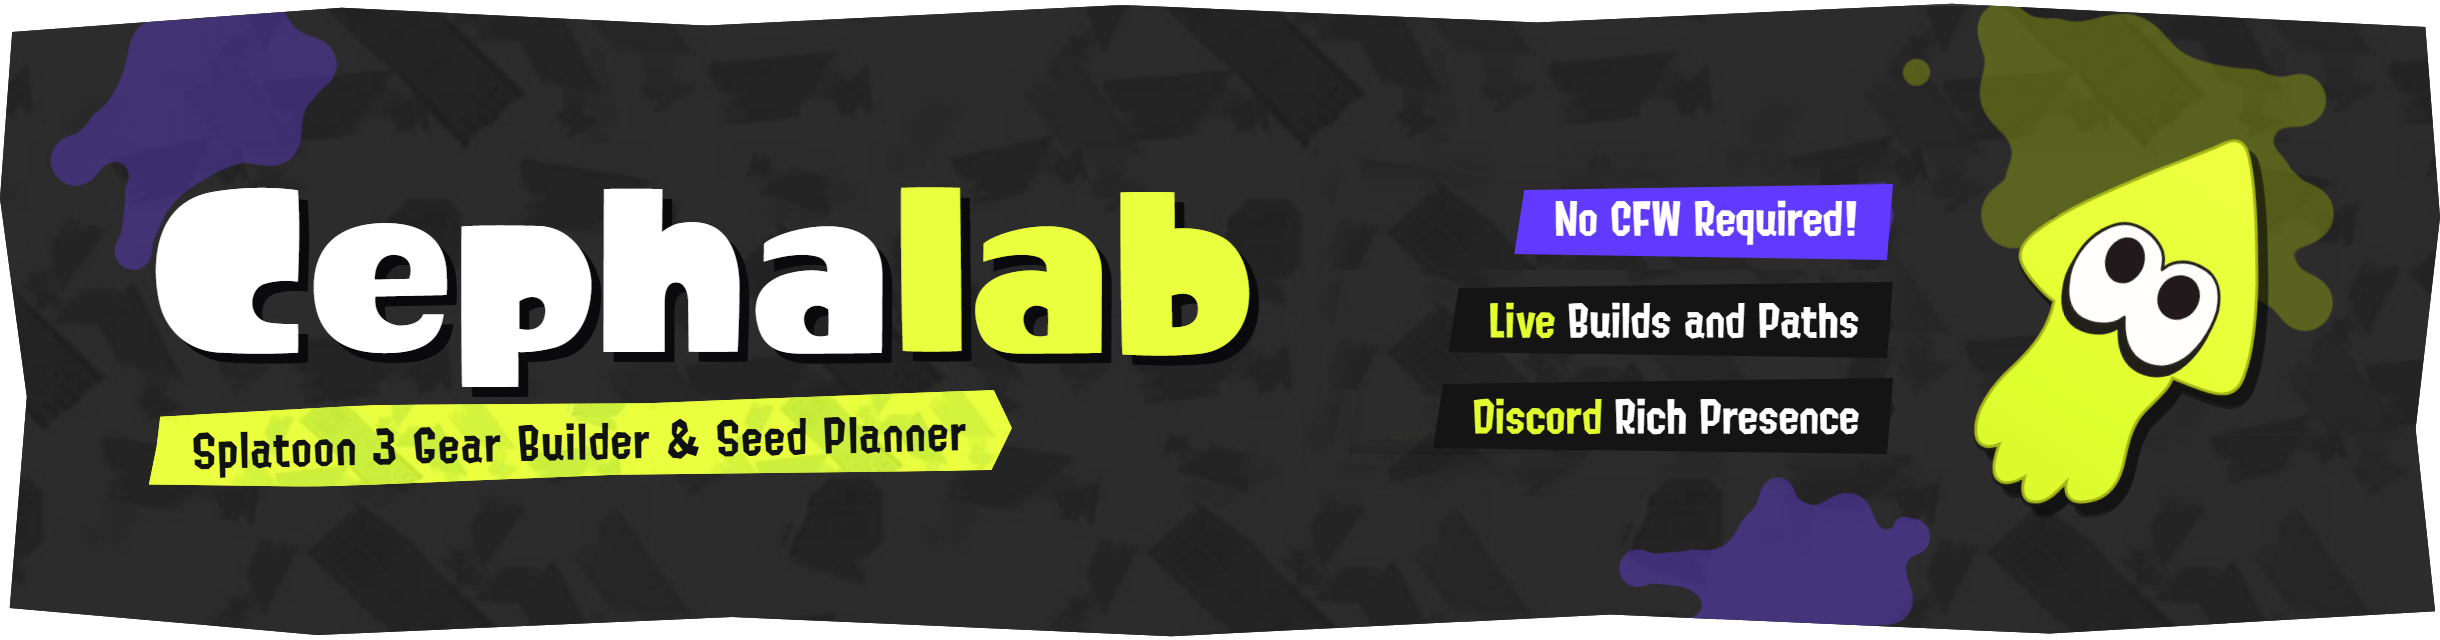 Cephalab
Splatoon 3 Gear Builder & Seed Planner
No CFW Required!
Live Builds and Paths
Discord Rich Presence